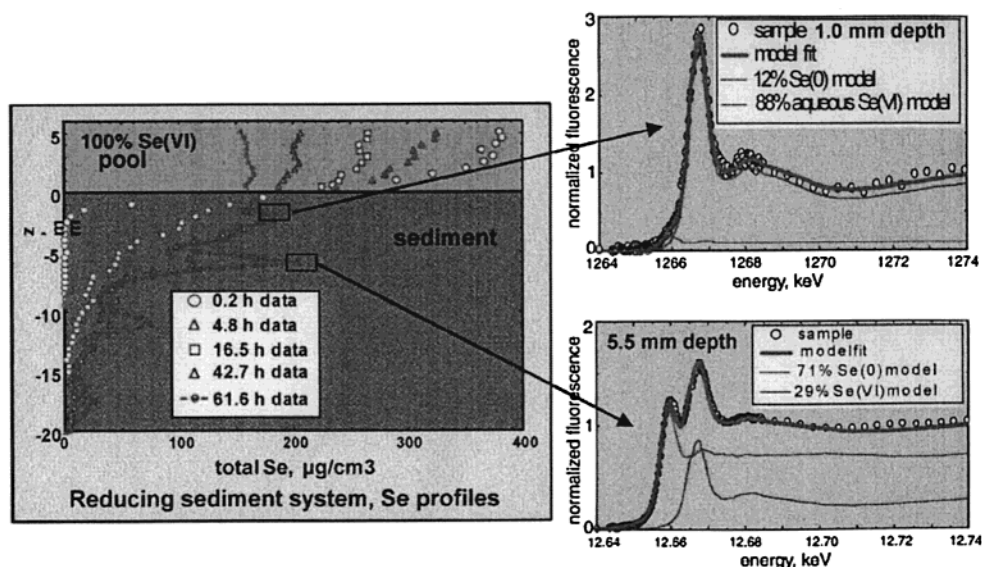 100% Se(VI)
pool
sediment
5
0
-5
-10
-15
-20
0.2 h data
4.8 h data
16.5 h data
42.7 h data
61.6 h data
0 100 200 300 400
total Se, µg/cm3
Reducing sediment system, Se profiles
3
2
1
0
normalized fluorescence
sample 1.0 mm depth
model fit
12% Se(0) model
88% aqueous Se(VI) model
1264 1266 1268 1270 1272 1274
energy, keV
2
1
0
normalized fluorescence
5.5 mm depth
sample
modelfit
71% Se(0) model
29% Se(VI) model
12.64 12.66 12.68 12.70 12.72 12.74
energy, keV